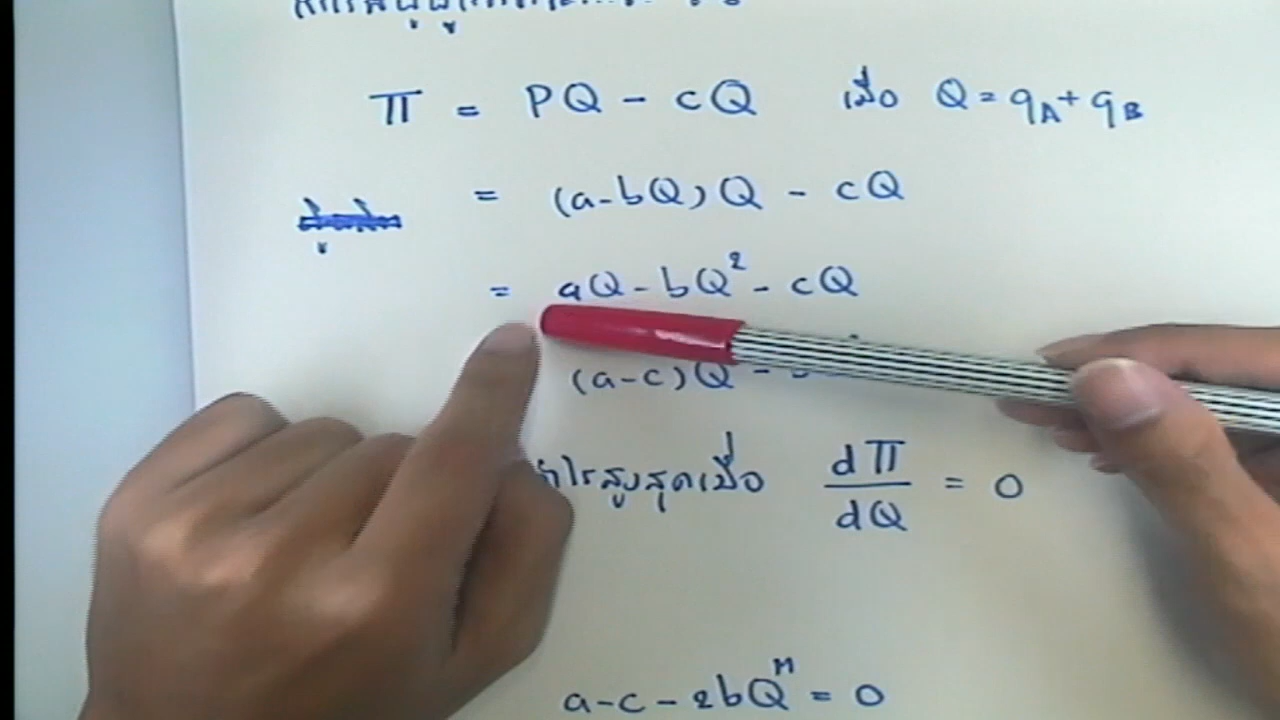 π = PQ - cQ เมื่อ Q = qA + qB
= (a-bQ)Q - cQ
= aQ - bQ² - cQ
(a-c)Q -
กำไรสูงสุดเมื่อ dπ/dQ = 0
a-c-2bQᴹ = 0